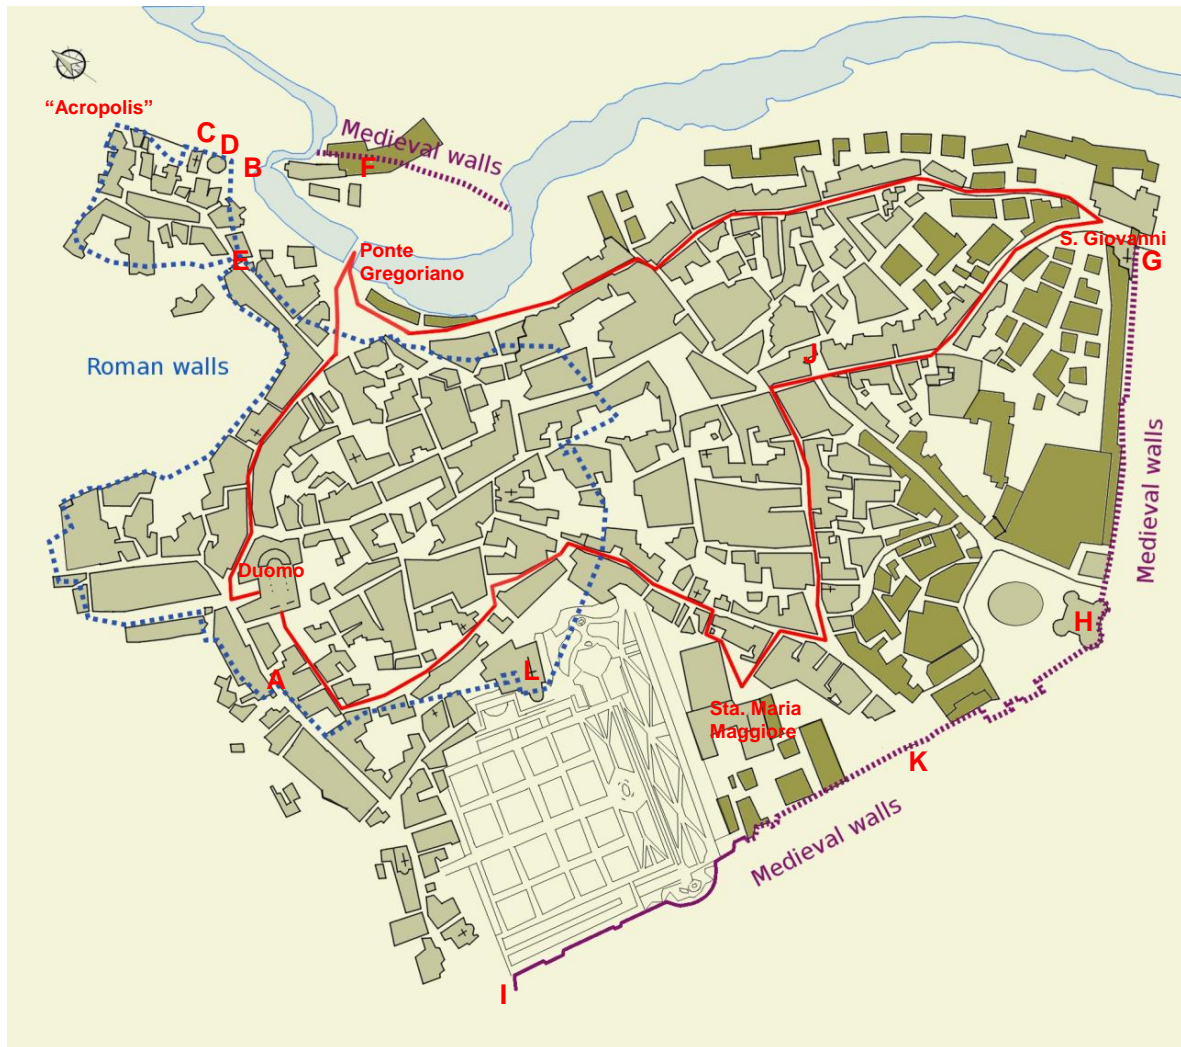 "Acropolis"
C
D
B
Medieval walls
F
Ponte
Gregoriano
S. Giovanni
E
G
Roman walls
J
Medieval walls
Duomo
H
A
L
Sta. Maria
Maggiore
K
Medieval walls
I